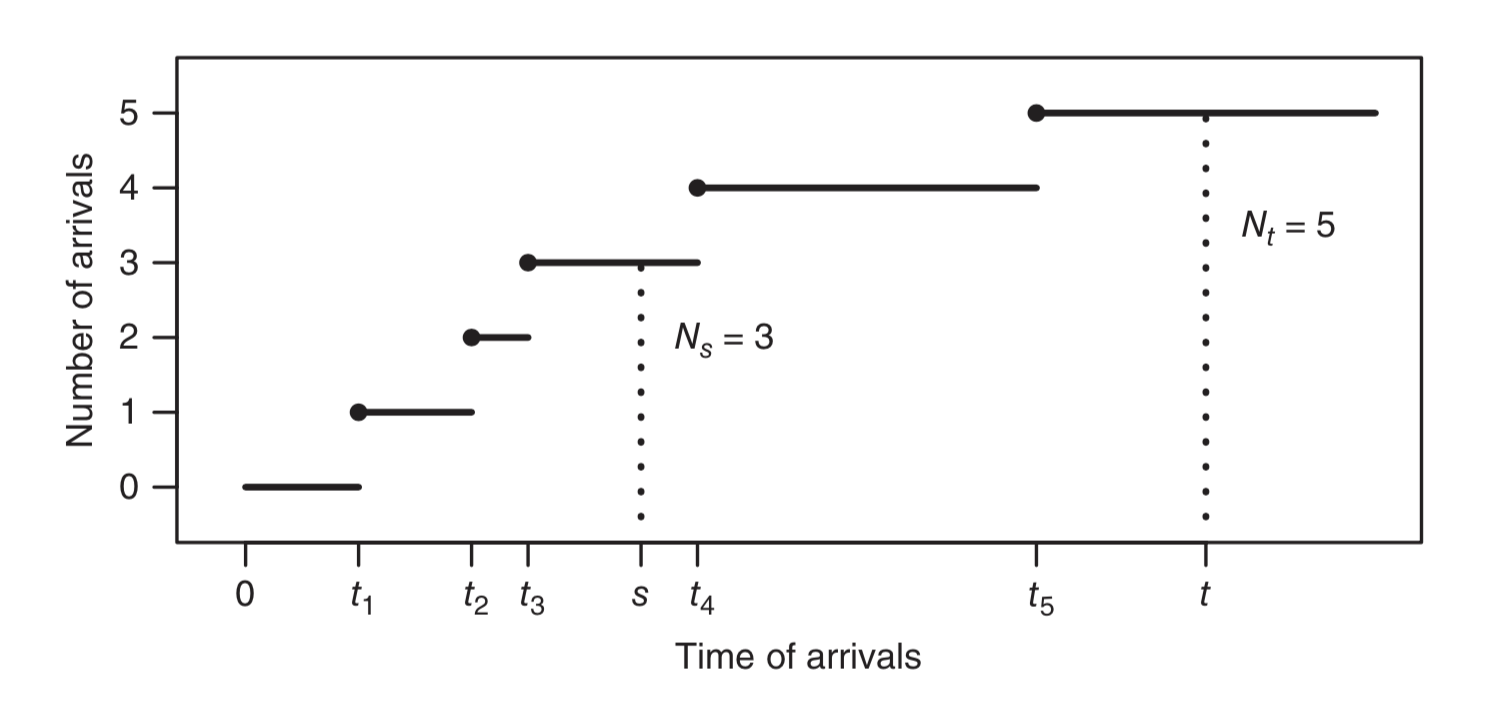 Number of arrivals
5
4
3
2
1
0
N_t = 5
N_s = 3
0 t_1 t_2 t_3 s t_4 t_5 t
Time of arrivals